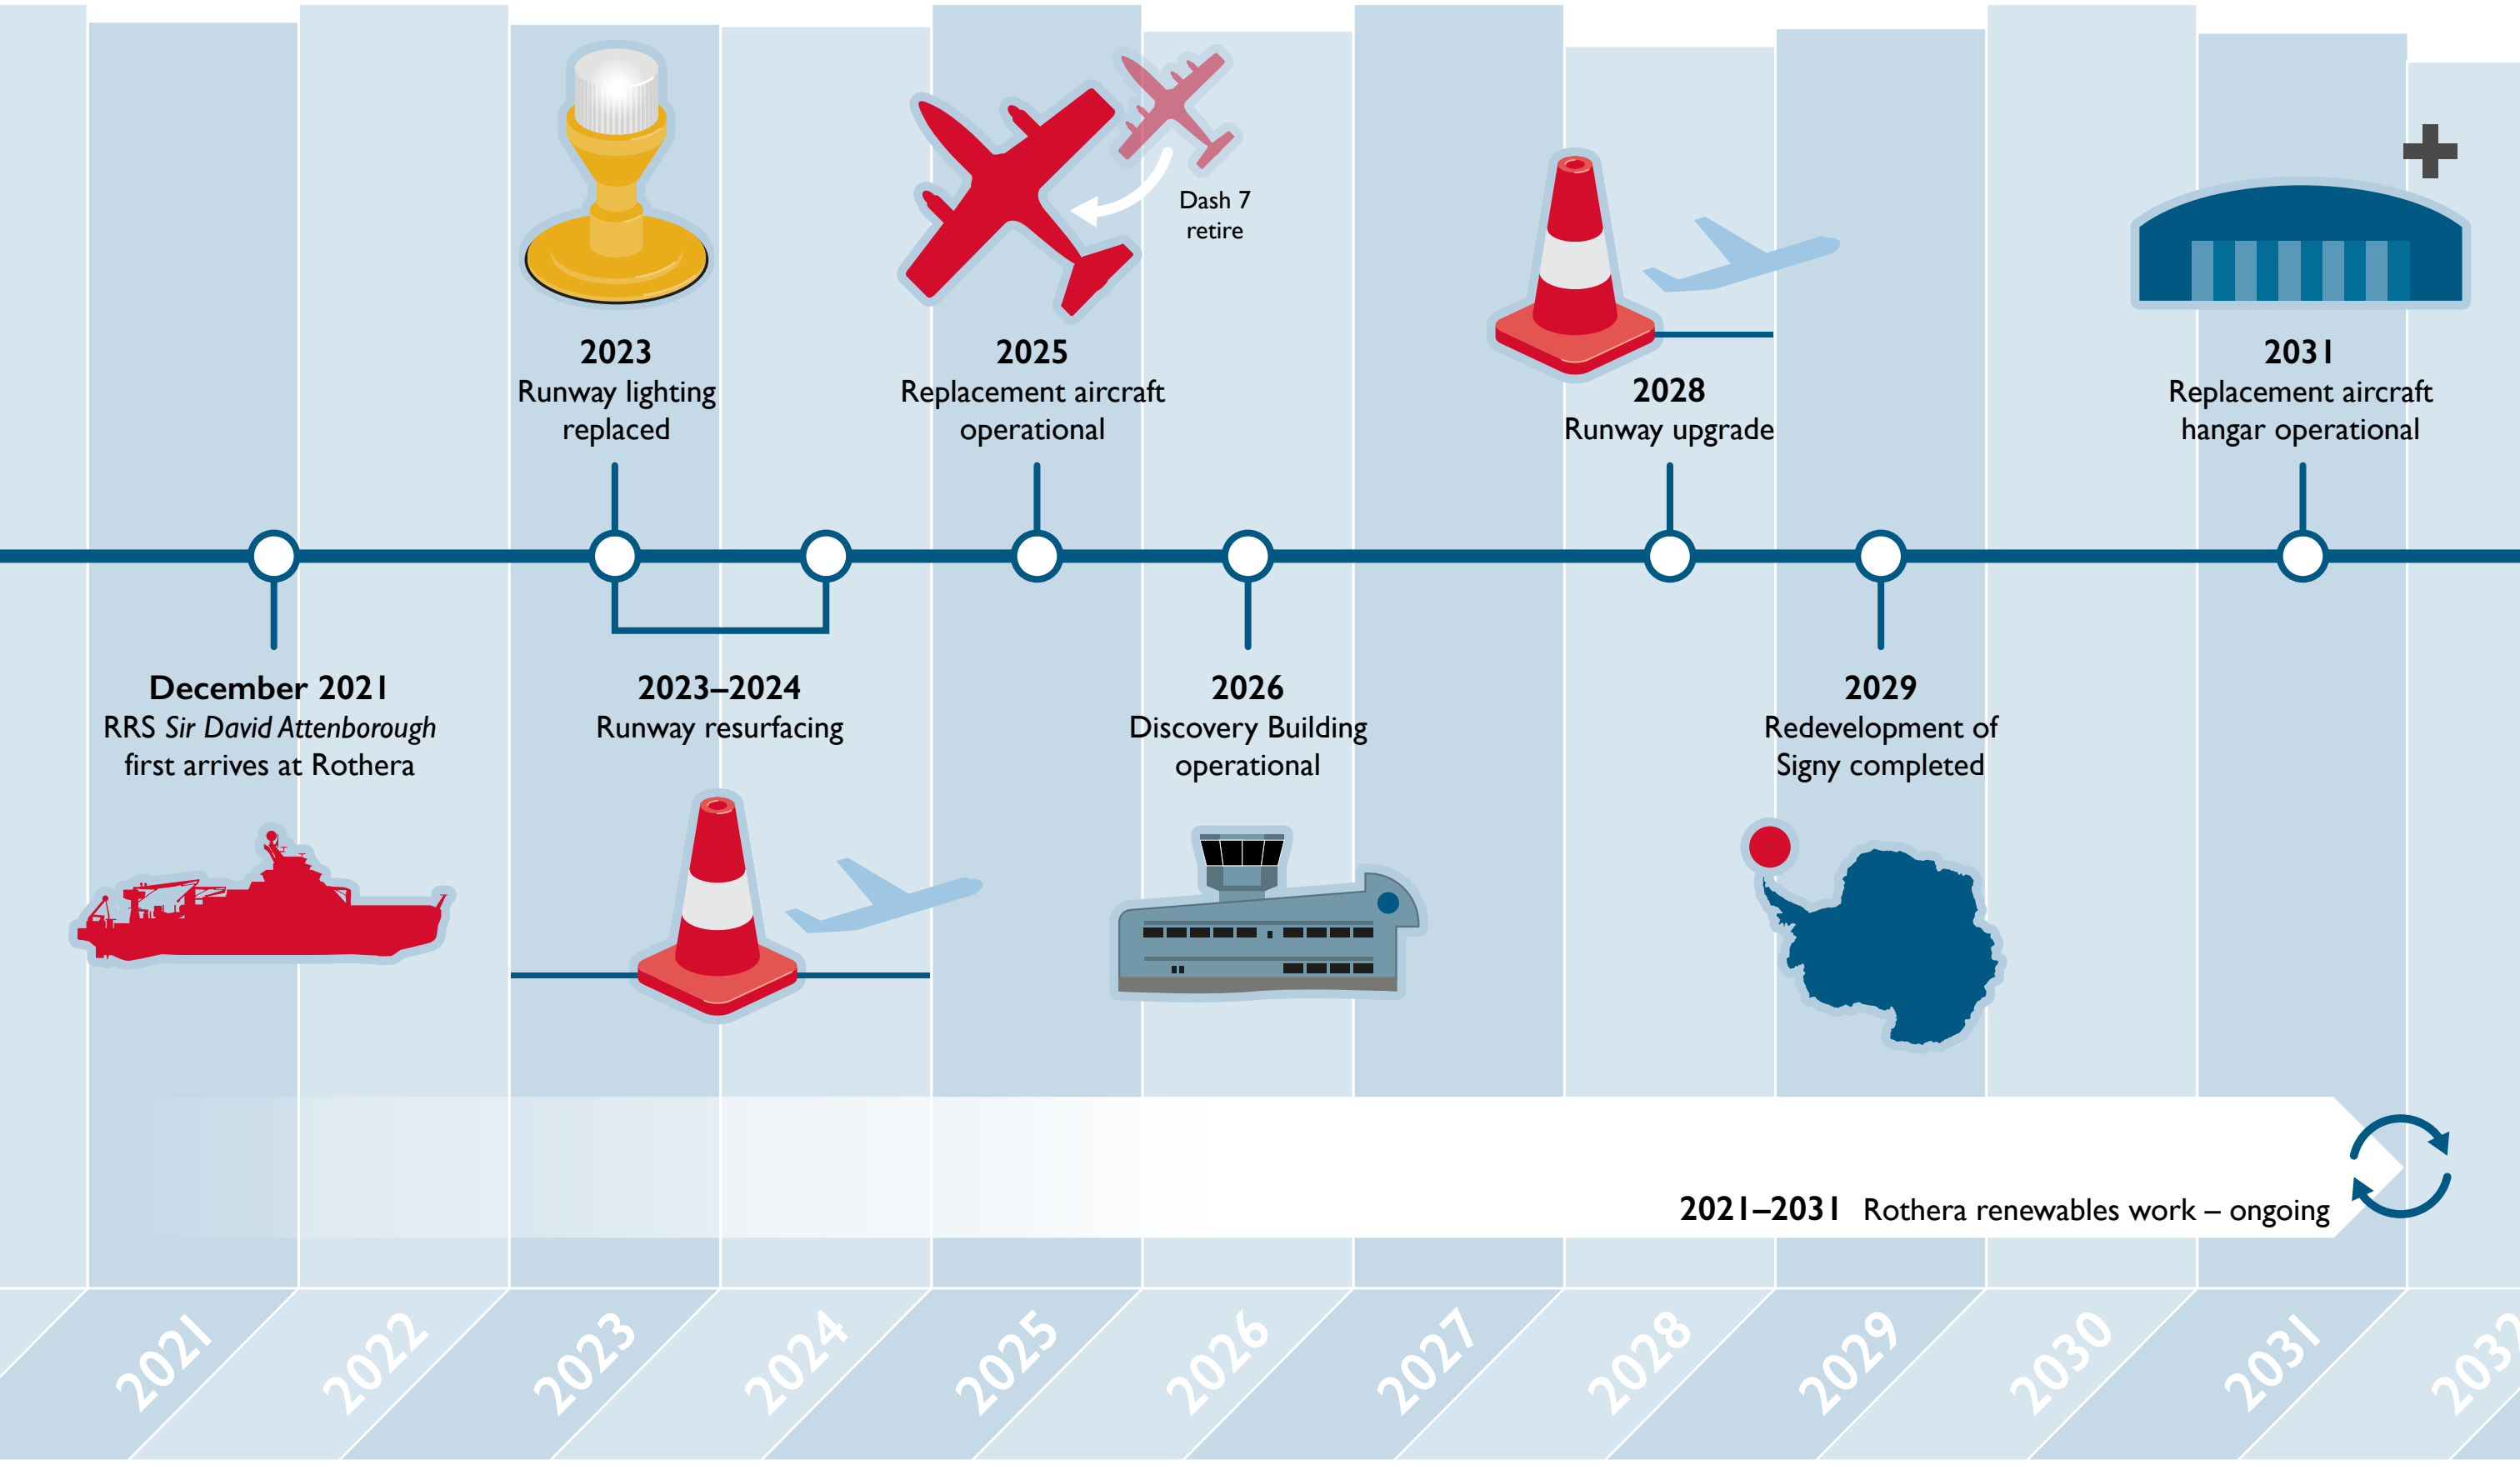 Dash 7
retire
2023
Runway lighting
replaced
2025
Replacement aircraft
operational
2028
Runway upgrade
2031
Replacement aircraft
hangar operational
December 2021
RRS Sir David Attenborough
first arrives at Rothera
2023–2024
Runway resurfacing
2026
Discovery Building
operational
2029
Redevelopment of
Signy completed
2021–2031 Rothera renewables work – ongoing
2021
2022
2023
2024
2025
2026
2027
2028
2029
2030
2031
2032